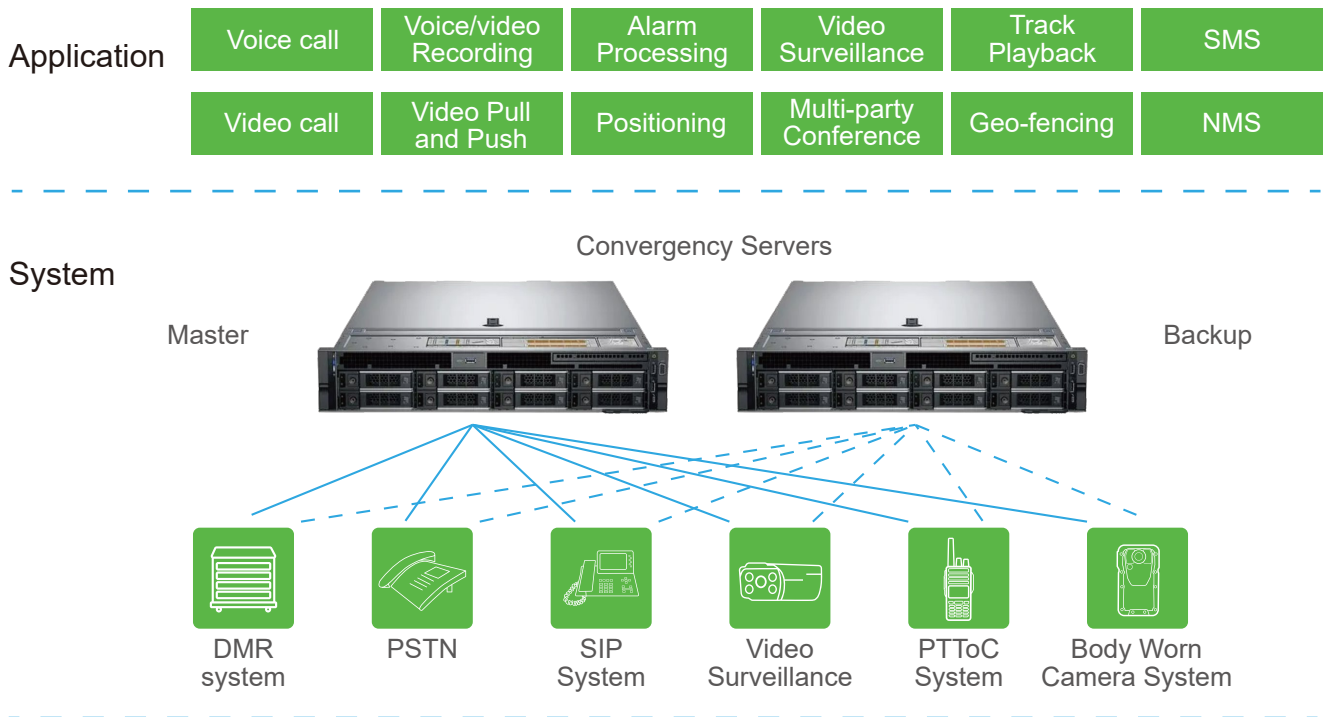 Application
Voice call
Voice/video
Recording
Alarm
Processing
Video
Surveillance
Track
Playback
SMS
Video call
Video Pull
and Push
Positioning
Multi-party
Conference
Geo-fencing
NMS
System
Convergency Servers
Master
Backup
DMR
system
PSTN
SIP
System
Video
Surveillance
PTToC
System
Body Worn
Camera System